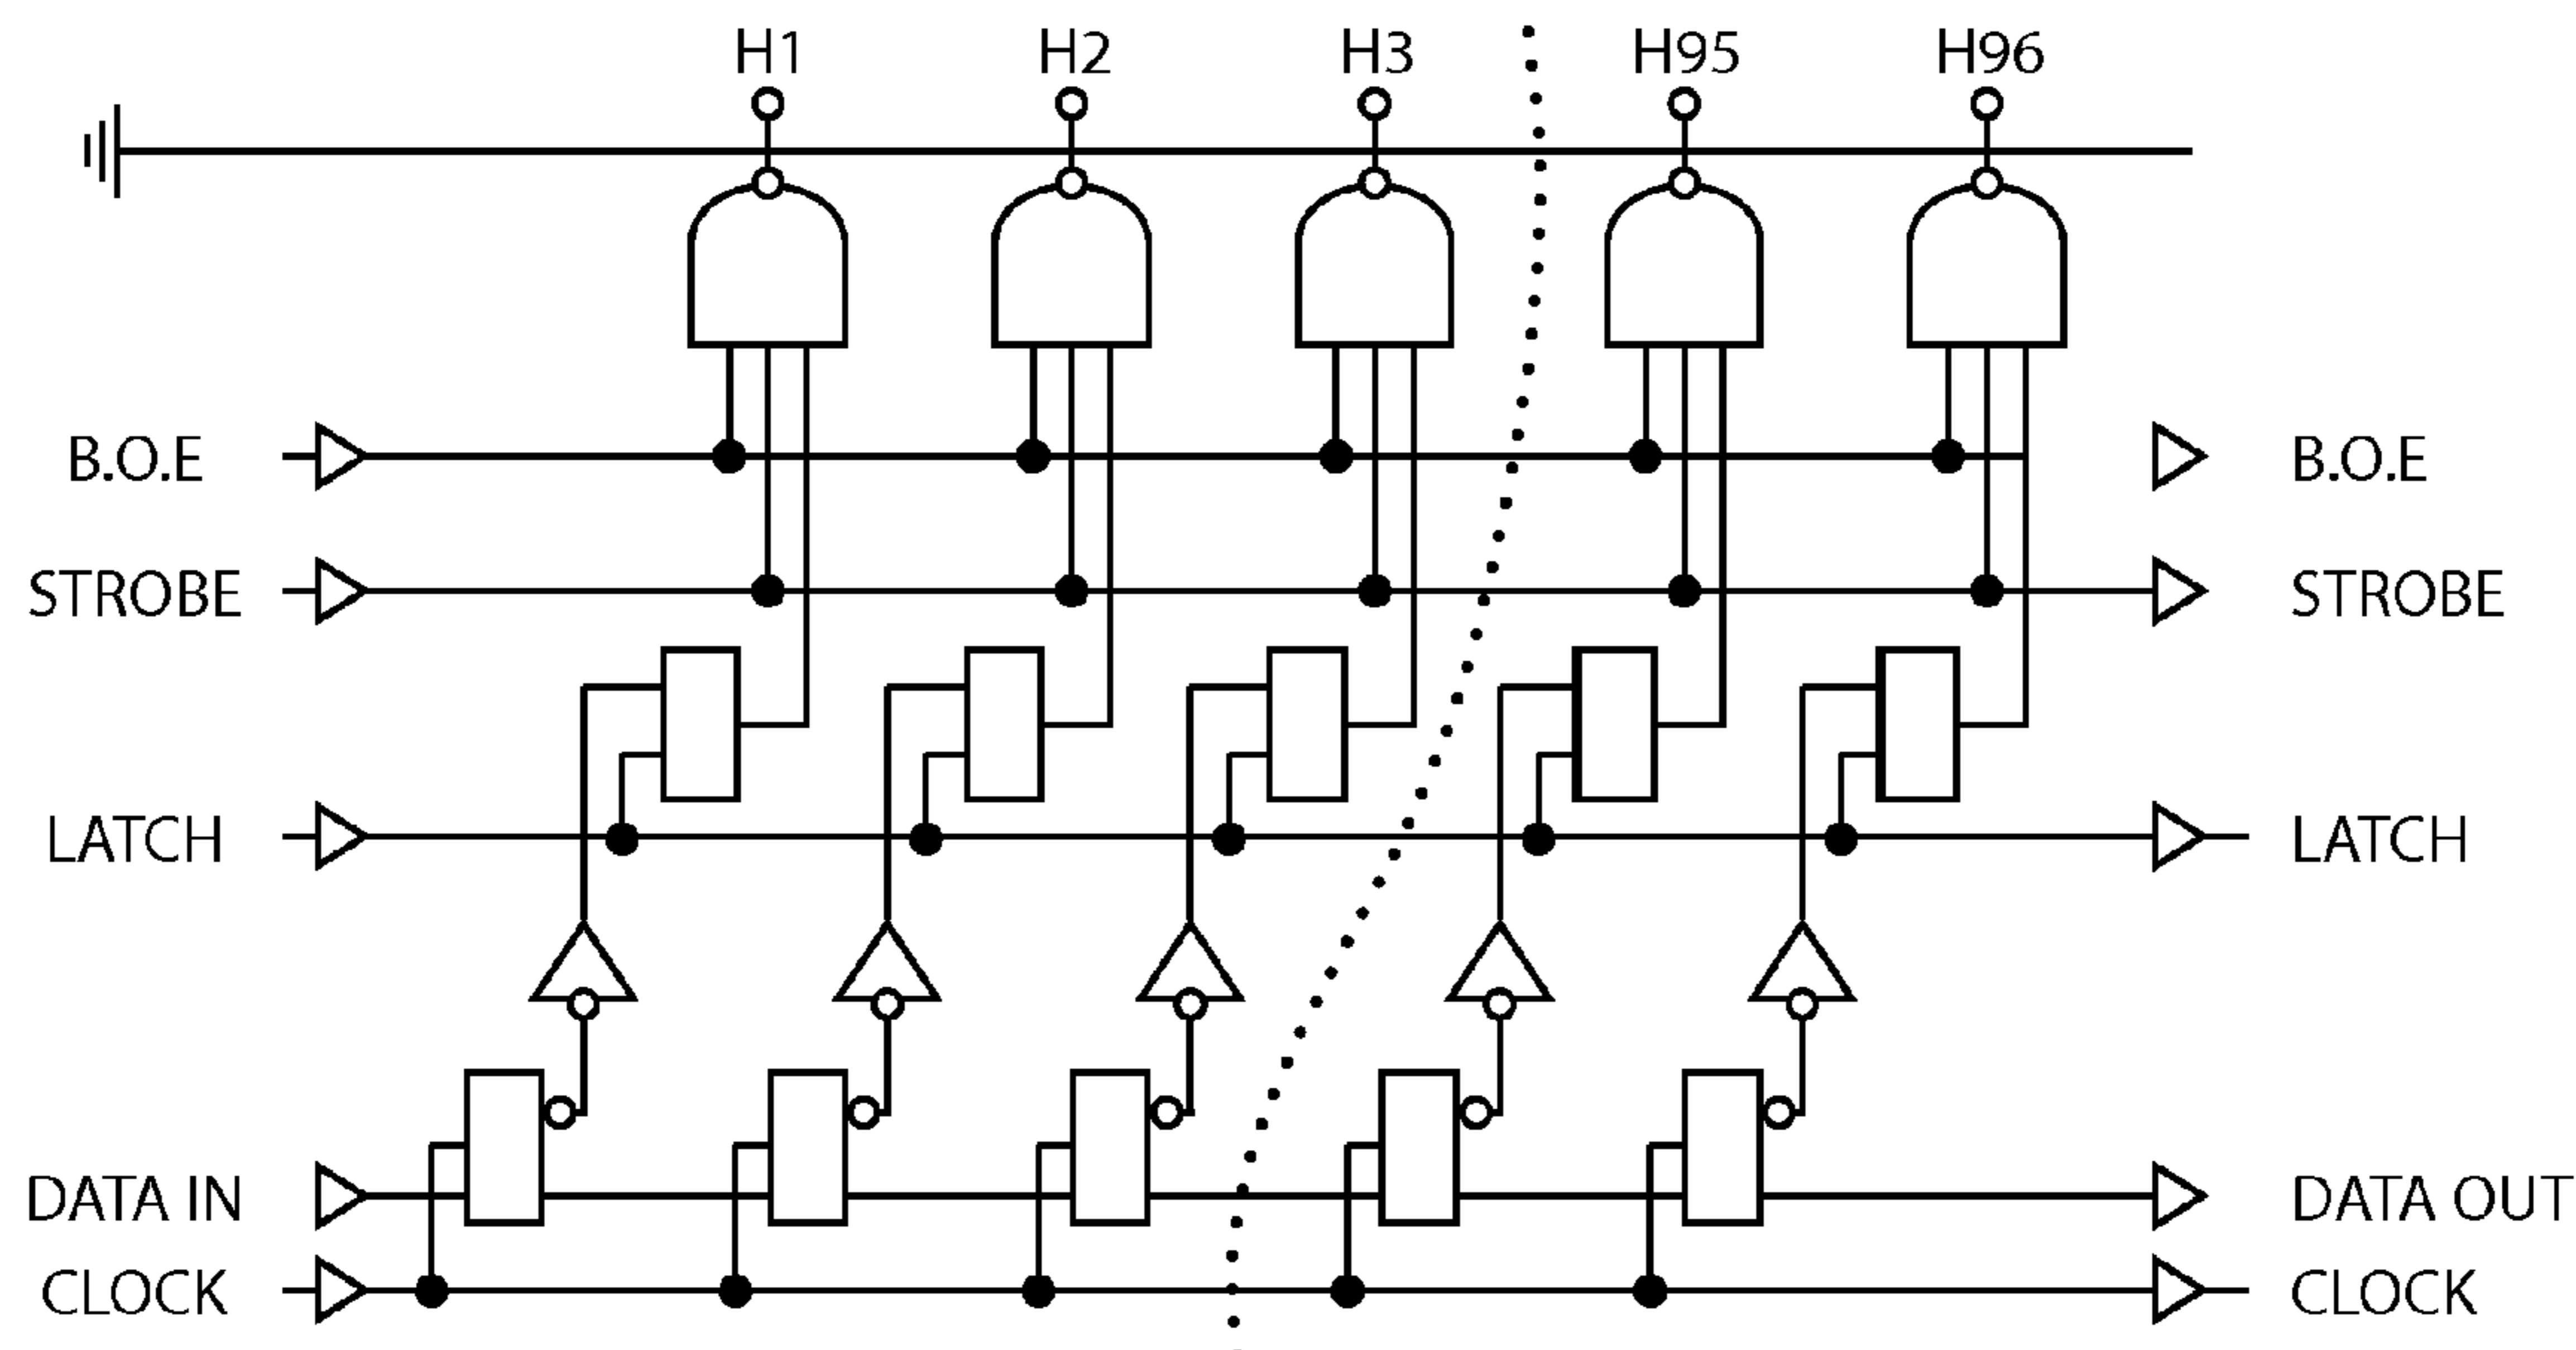 H1 H2 H3 H95 H96
B.O.E B.O.E
STROBE STROBE
LATCH LATCH
DATA IN DATA OUT
CLOCK CLOCK